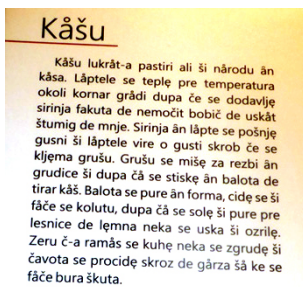 Kåšu
Kåšu lukråt-a pastiri ali ši nårodu ån
kåsa. Låptele se teplę pre temperatura
okoli kornar grådi dupa če se dodavlję
sirinja fakuta de nemočit bobič de uskåt
štumig de mnje. Sirinja ån låpte se pošnję
gusni ši låptele vire o gusti skrob če se
kljęma grušu. Grušu se mišę za rezbi ån
grudice ši dupa čå se stiskę ån balota de
tirar kåš. Balota se pure ån forma, cidę se ši
fåče se kolutu, dupa čå se solę ši pure pre
lesnice de lęmna neka se uska ši ozrilę.
Zeru č-a ramås se kuhę neka se zgrudę ši
čavota se procidę skroz de gårza šå ke se
fåče bura škuta.